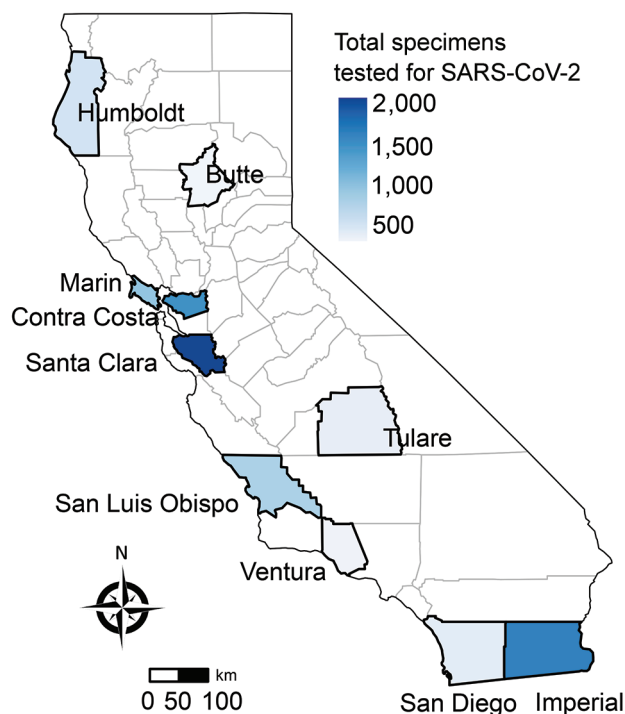 Total specimens
tested for SARS-CoV-2
2,000
1,500
1,000
500
Humboldt
Butte
Marin
Contra Costa
Santa Clara
Tulare
San Luis Obispo
Ventura
N
km
0 50 100
San Diego Imperial